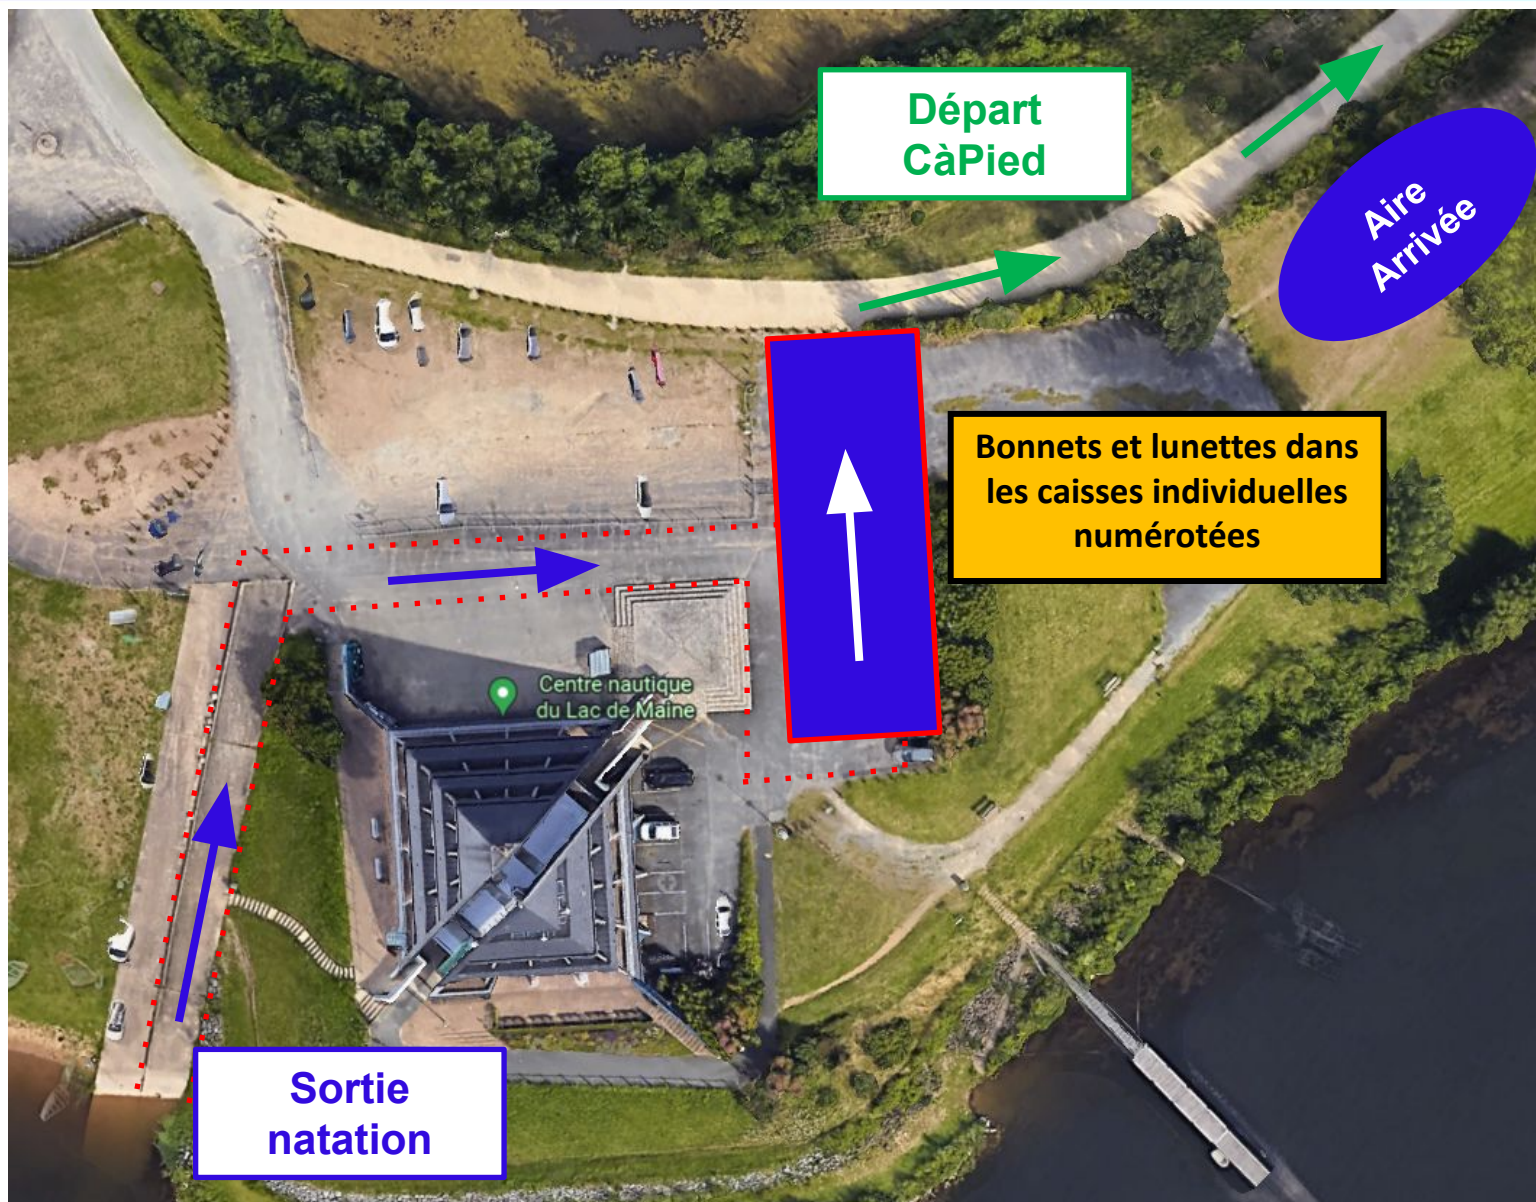 Départ
CàPied
Aire
Arrivée
Bonnets et lunettes dans
les caisses individuelles
numérotées
Centre nautique
du Lac de Maine
Sortie
natation